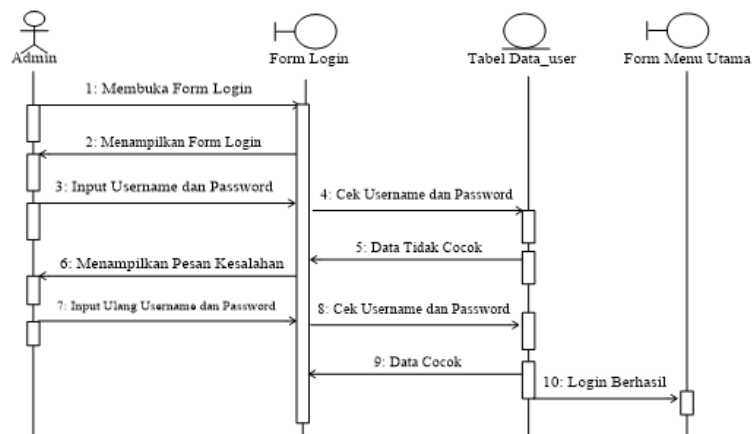 Admin
Form Login
Tabel Data_user
Form Menu Utama
1: Membuka Form Login
2: Menampilkan Form Login
3: Input Username dan Password
4: Cek Username dan Password
5: Data Tidak Cocok
6: Menampilkan Pesan Kesalahan
7: Input Ulang Username dan Password
8: Cek Username dan Password
9: Data Cocok
10: Login Berhasil